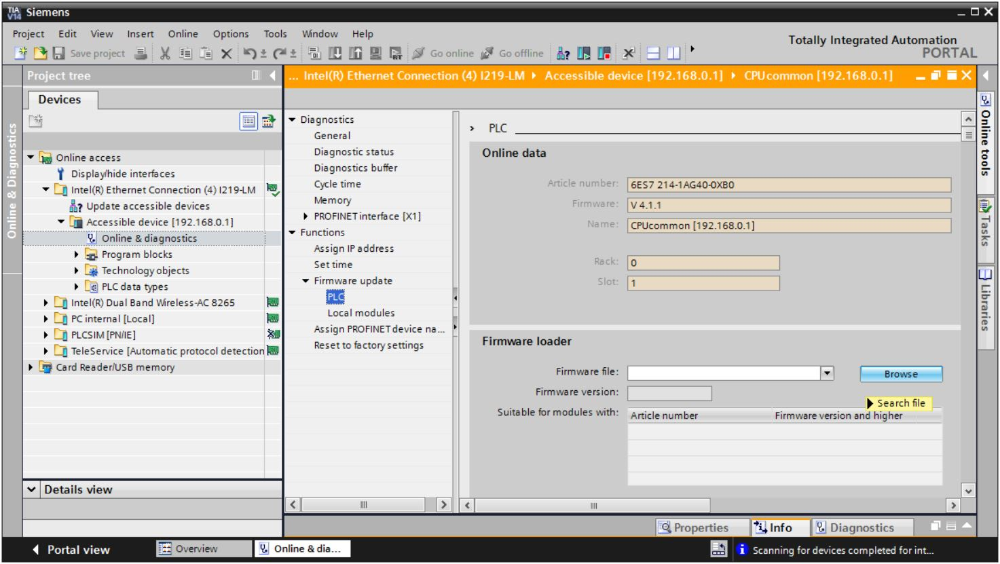 TIA V14 Siemens
Project Edit View Insert Online Options Tools Window Help
Totally Integrated Automation
PORTAL
Save project Go online Go offline
Project tree
... Intel(R) Ethernet Connection (4) I219-LM Accessible device [192.168.0.1] CPUcommon [192.168.0.1]
Devices
Online & Diagnostics
Online access
Display/hide interfaces
Intel(R) Ethernet Connection (4) I219-LM
Update accessible devices
Accessible device [192.168.0.1]
Online & diagnostics
Program blocks
Technology objects
PLC data types
Intel(R) Dual Band Wireless-AC 8265
PC internal [Local]
PLCSIM [PN/IE]
TeleService [Automatic protocol detection
Card Reader/USB memory
Details view
Diagnostics
General
Diagnostic status
Diagnostics buffer
Cycle time
Memory
PROFINET interface [X1]
Functions
Assign IP address
Set time
Firmware update
PLC
Local modules
Assign PROFINET device na...
Reset to factory settings
PLC
Online data
Article number: 6ES7 214-1AG40-0XB0
Firmware: V 4.1.1
Name: CPUcommon [192.168.0.1]
Rack: 0
Slot: 1
Firmware loader
Firmware file: Browse
Firmware version:
Search file
Suitable for modules with: Article number Firmware version and higher
Online tools
Tasks
Libraries
Properties Info Diagnostics
Portal view Overview Online & dia... Scanning for devices completed for int...